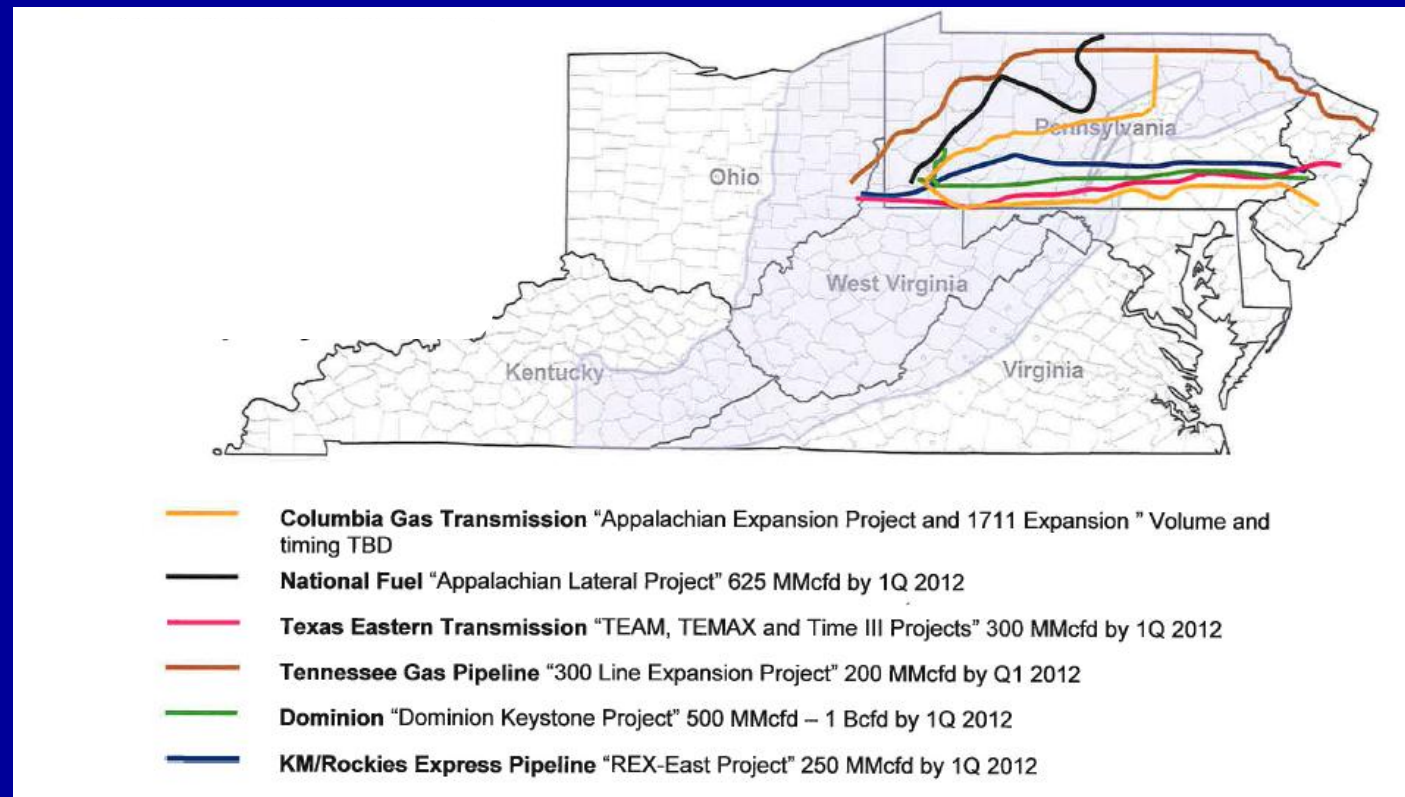 Pennsylvania
Ohio
West Virginia
Kentucky
Virginia
Columbia Gas Transmission “Appalachian Expansion Project and 1711 Expansion ” Volume and
timing TBD
National Fuel “Appalachian Lateral Project” 625 MMcfd by 1Q 2012
Texas Eastern Transmission “TEAM, TEMAX and Time III Projects” 300 MMcfd by 1Q 2012
Tennessee Gas Pipeline “300 Line Expansion Project” 200 MMcfd by Q1 2012
Dominion “Dominion Keystone Project” 500 MMcfd – 1 Bcfd by 1Q 2012
KM/Rockies Express Pipeline “REX-East Project” 250 MMcfd by 1Q 2012